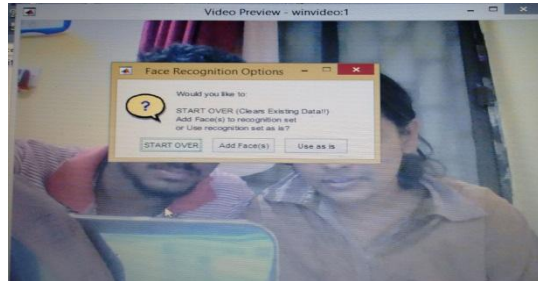 Video Preview - winvideo:1
Face Recognition Options
Would you like to:
START OVER (Clears Existing Data!!)
Add Face(s) to recognition set
or Use recognition set as is?
START OVER Add Face(s) Use as is